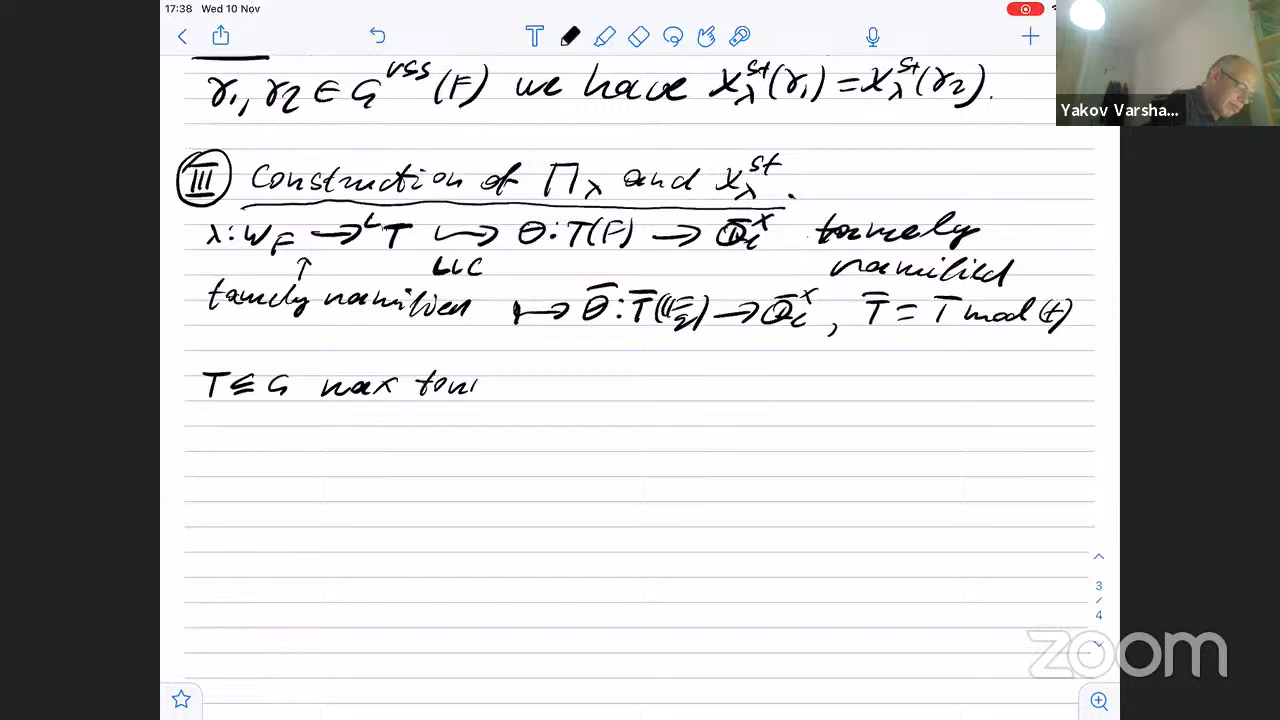 17:38 Wed 10 Nov
γ₁, γ₂ ∈ G^{rss}(F) we have χ_λ^{st}(γ₁) = χ_λ^{st}(γ₂).
III Construction of Π_λ and χ_λ^{st}.
λ: W_F → ^L T ↦ θ: T(F) → Q̄_ℓ^× tamely
LLC ramified
tamely ramified ↦ θ̄: T̄(𝔽_q) → Q̄_ℓ^×, T̄ = T mod (t)
T ⊆ G max tori
Yakov Varsha...
3
/
4
zoom